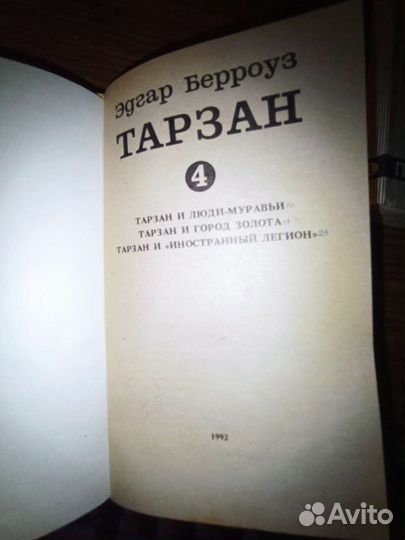 Эдгар Берроуз
ТАРЗАН
4
ТАРЗАН И ЛЮДИ-МУРАВЬИ
ТАРЗАН И ГОРОД ЗОЛОТА
ТАРЗАН И «ИНОСТРАННЫЙ ЛЕГИОН»
1992
Avito